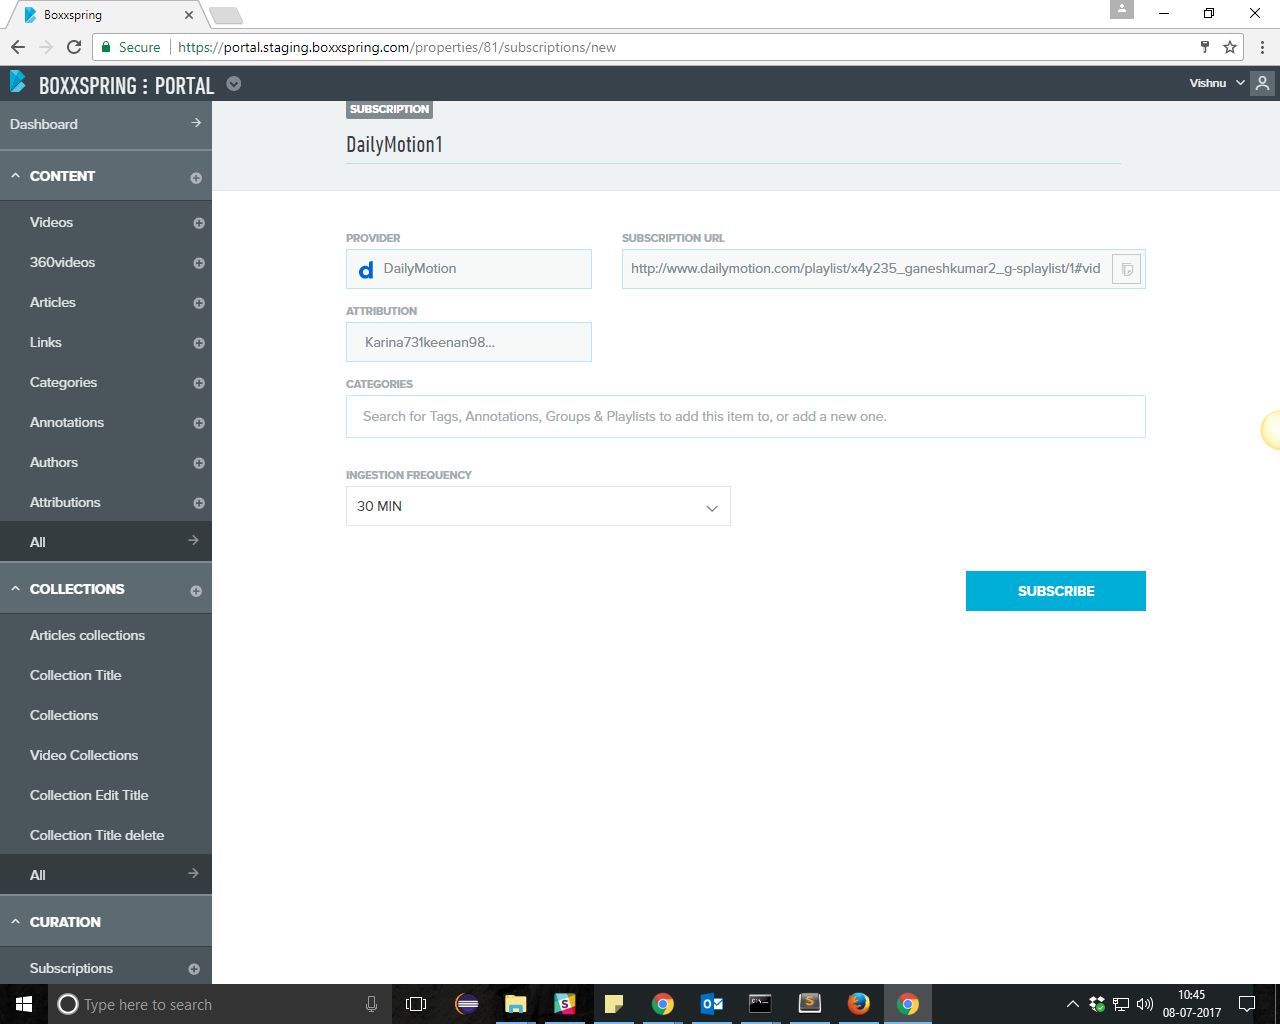 Boxxspring
Secure
https://portal.staging.boxxspring.com/properties/81/subscriptions/new
BOXXSPRING : PORTAL
Vishnu
Dashboard
CONTENT
Videos
360videos
Articles
Links
Categories
Annotations
Authors
Attributions
All
COLLECTIONS
Articles collections
Collection Title
Collections
Video Collections
Collection Edit Title
Collection Title delete
All
CURATION
Subscriptions
SUBSCRIPTION
DailyMotion1
PROVIDER
SUBSCRIPTION URL
d DailyMotion
http://www.dailymotion.com/playlist/x4y235_ganeshkumar2_g-splaylist/1#vid
ATTRIBUTION
Karina731keenan98...
CATEGORIES
Search for Tags, Annotations, Groups & Playlists to add this item to, or add a new one.
INGESTION FREQUENCY
30 MIN
SUBSCRIBE
Type here to search
10:45
08-07-2017